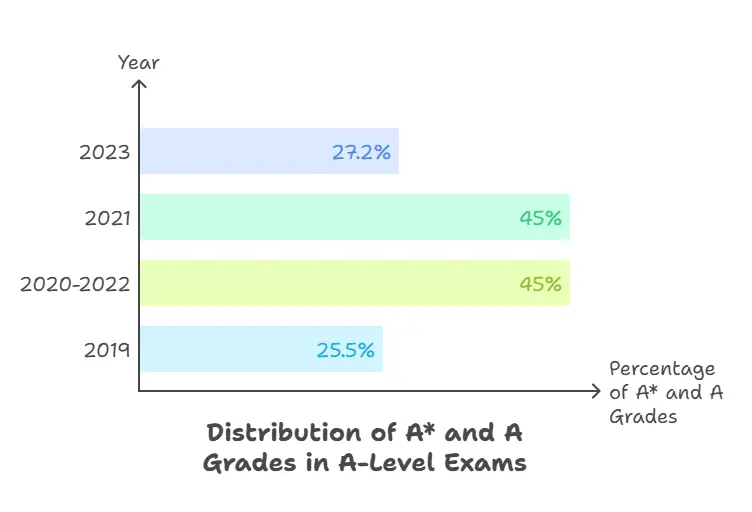 Year
2023
27.2%
2021
45%
2020-2022
45%
2019
25.5%
Percentage
of A* and A
Grades
Distribution of A* and A
Grades in A-Level Exams